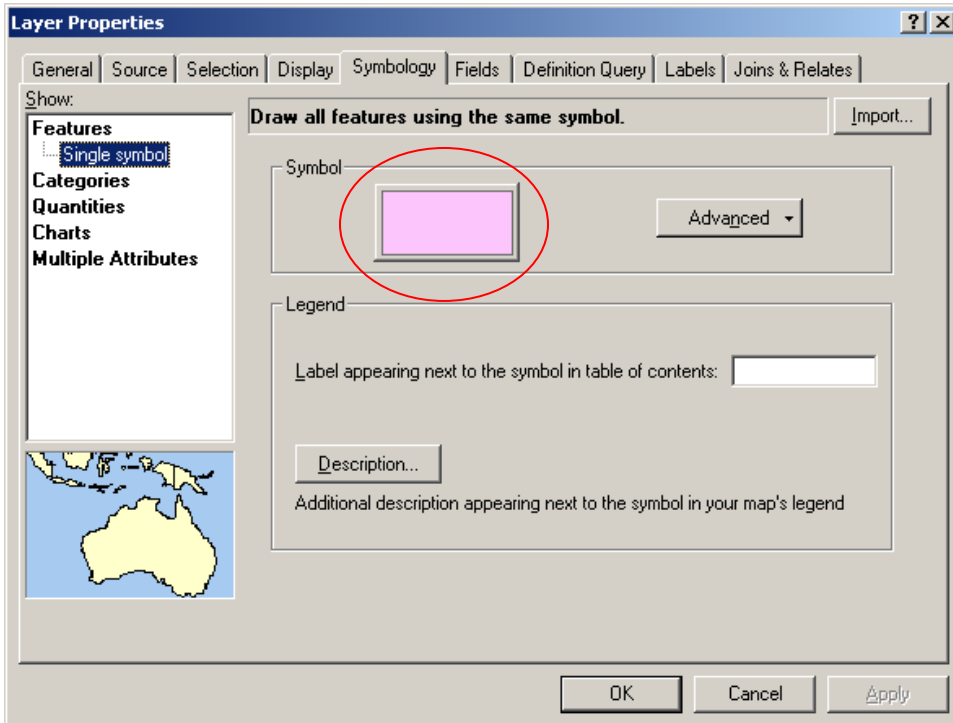 Layer Properties
General Source Selection Display Symbology Fields Definition Query Labels Joins & Relates
Show:
Features
Single symbol
Categories
Quantities
Charts
Multiple Attributes
Draw all features using the same symbol.
Import...
Symbol
Advanced
Legend
Label appearing next to the symbol in table of contents:
Description...
Additional description appearing next to the symbol in your map's legend
OK Cancel Apply